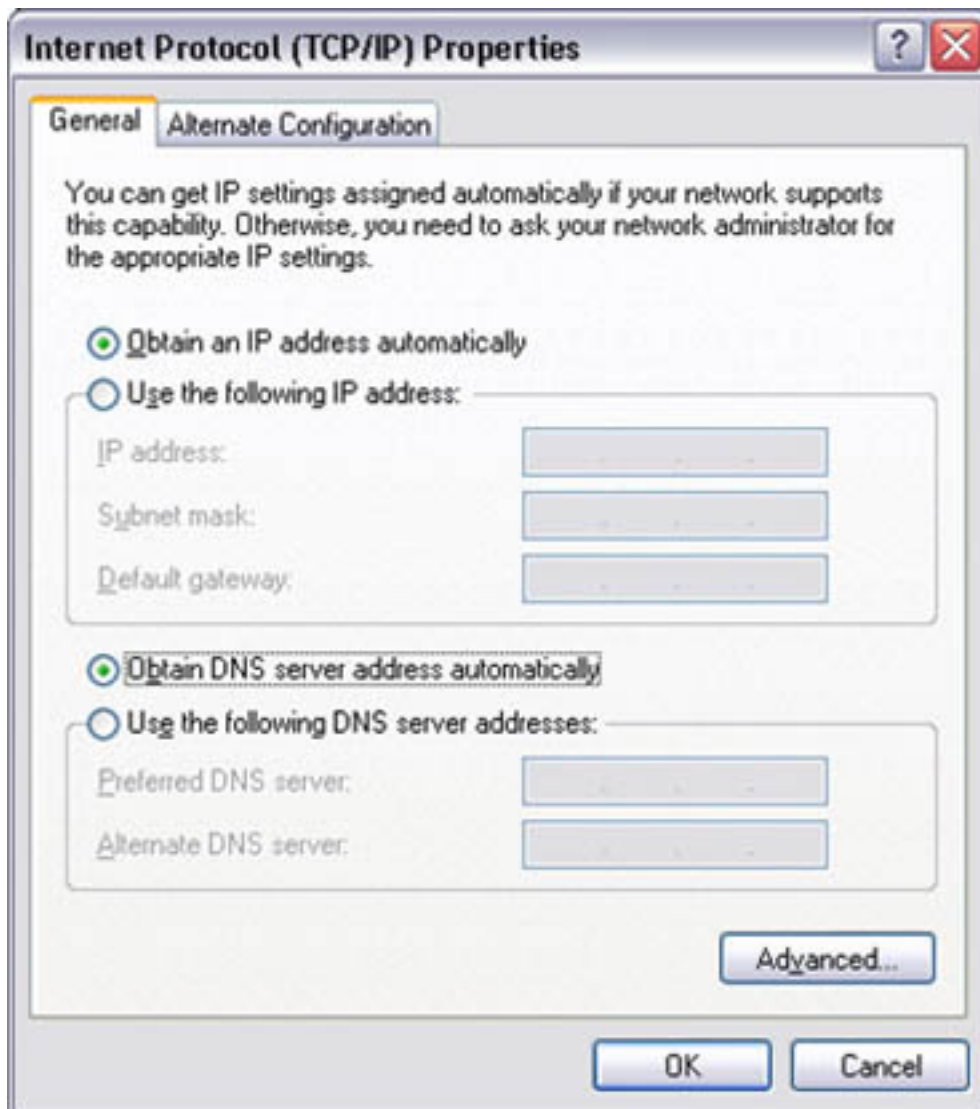 Internet Protocol (TCP/IP) Properties
General
Alternate Configuration
You can get IP settings assigned automatically if your network supports
this capability. Otherwise, you need to ask your network administrator for
the appropriate IP settings.
Obtain an IP address automatically
Use the following IP address:
IP address:
Subnet mask:
Default gateway:
Obtain DNS server address automatically
Use the following DNS server addresses:
Preferred DNS server:
Alternate DNS server:
Advanced...
OK
Cancel